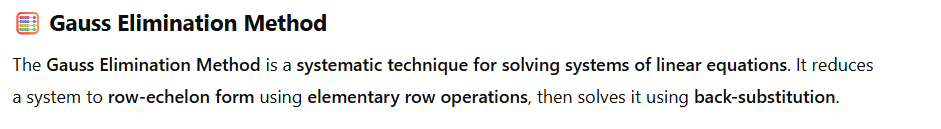 Gauss Elimination Method
The Gauss Elimination Method is a systematic technique for solving systems of linear equations. It reduces
a system to row-echelon form using elementary row operations, then solves it using back-substitution.